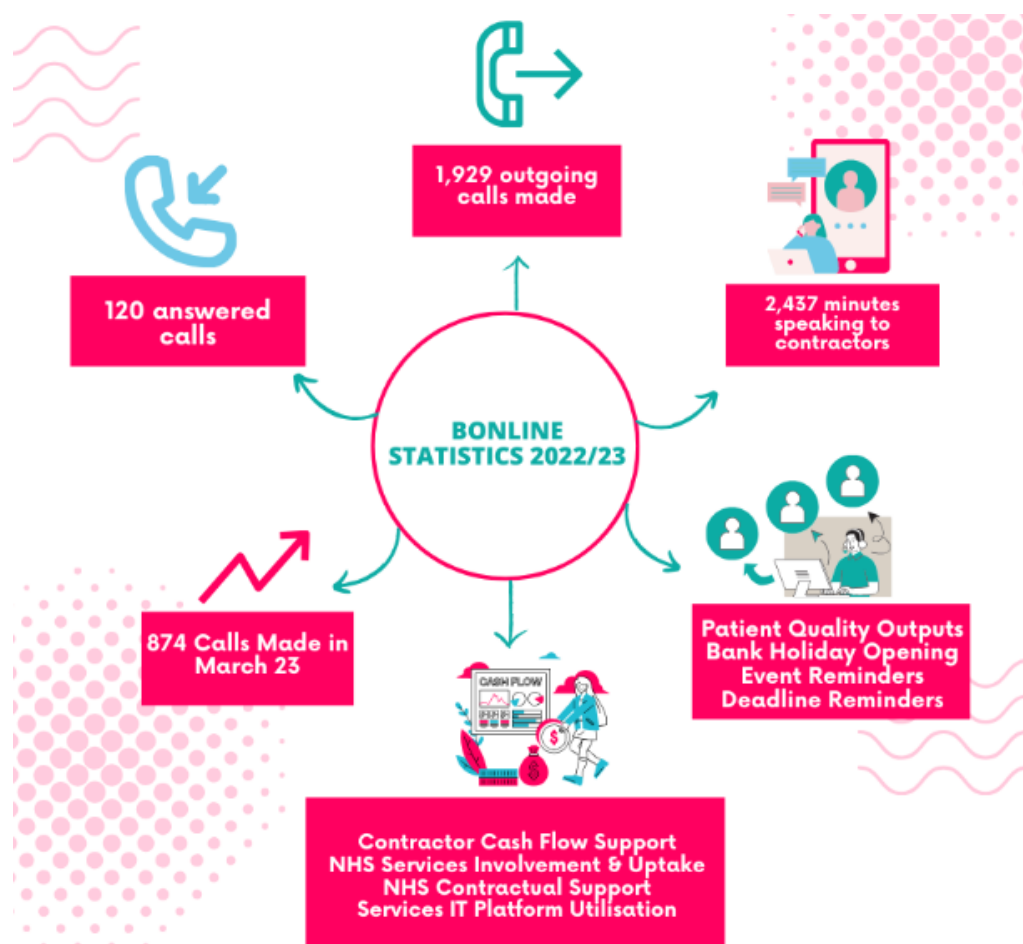 1,929 outgoing
calls made
120 answered
calls
2,437 minutes
speaking to
contractors
BONLINE
STATISTICS 2022/23
874 Calls Made in
March 23
Patient Quality Outputs
Bank Holiday Opening
Event Reminders
Deadline Reminders
CASH FLOW
$
$
Contractor Cash Flow Support
NHS Services Involvement & Uptake
NHS Contractual Support
Services IT Platform Utilisation